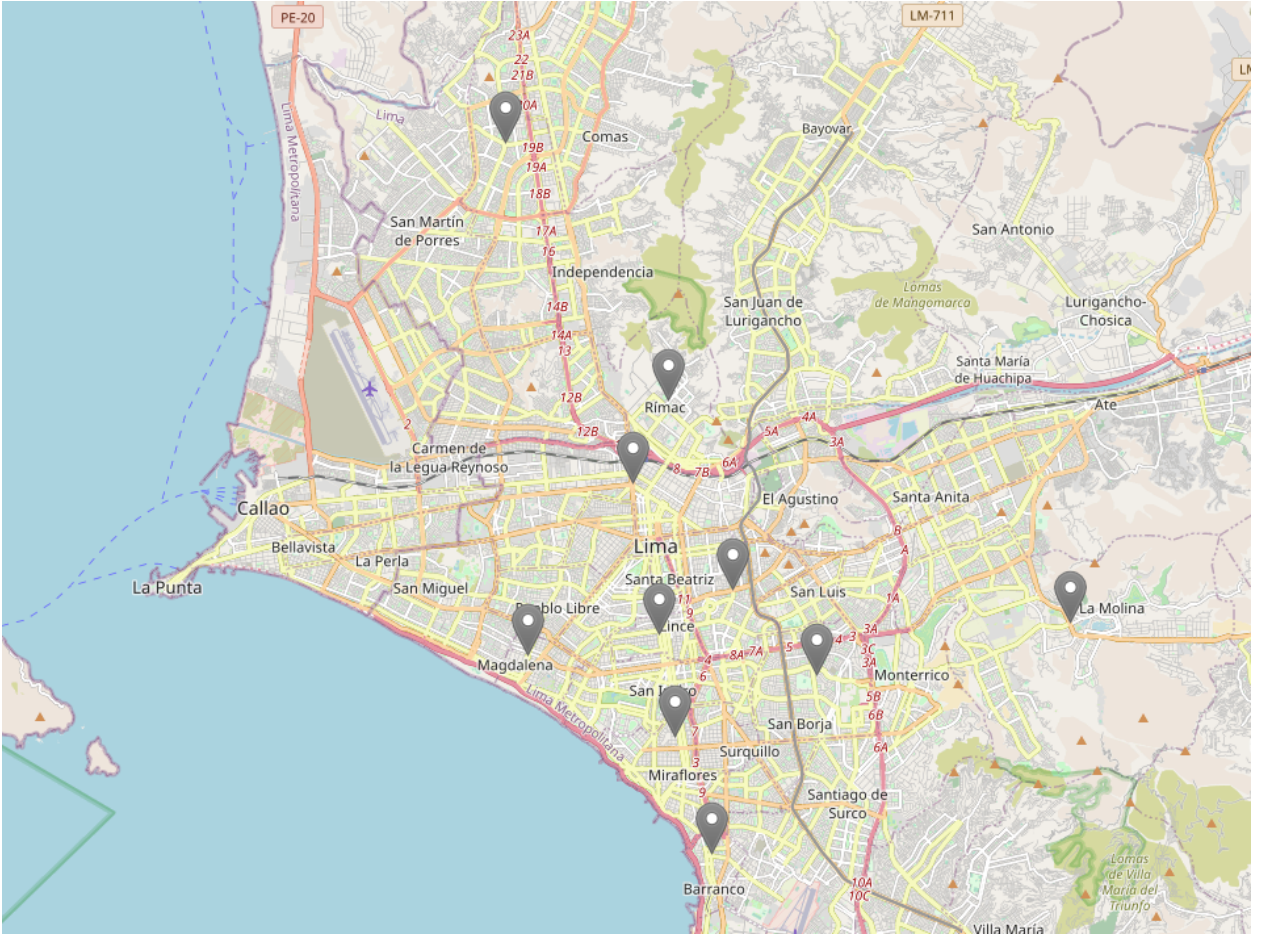 PE-20
LM-711
23A
22
21B
Lima
Lima Metropolitana
Comas
Bayovar
19B
19A
18B
San Martín
de Porres
17A
16
San Antonio
Independencia
Lomas
de Mangomarca
San Juan de
Lurigancho
Lurigancho-
Chosica
14B
14A
13
Santa María
de Huachipa
12B
Rímac
Ate
2
12B
5A
4A
3A
Carmen de
la Legua-Reynoso
8
7B
6A
El Agustino
Santa Anita
Callao
B
A
Bellavista
La Perla
Lima
La Punta
San Miguel
Santa Beatriz
San Luis
1A
Pueblo Libre
11
9
La Molina
Lince
3A
4
3
5
3C
3A
8A
7A
4
6
Magdalena
Monterrico
San Isidro
Lima Metropolitana
5B
6B
San Borja
7
Surquillo
6A
3
Miraflores
9
Santiago de
Surco
Lomas
de Villa
María del
Triunfo
Barranco
10A
10C
Villa María